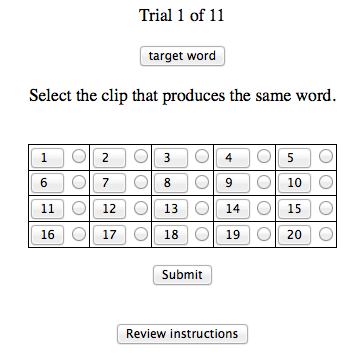 Trial 1 of 11
target word
Select the clip that produces the same word.
1 2 3 4 5
6 7 8 9 10
11 12 13 14 15
16 17 18 19 20
Submit
Review instructions